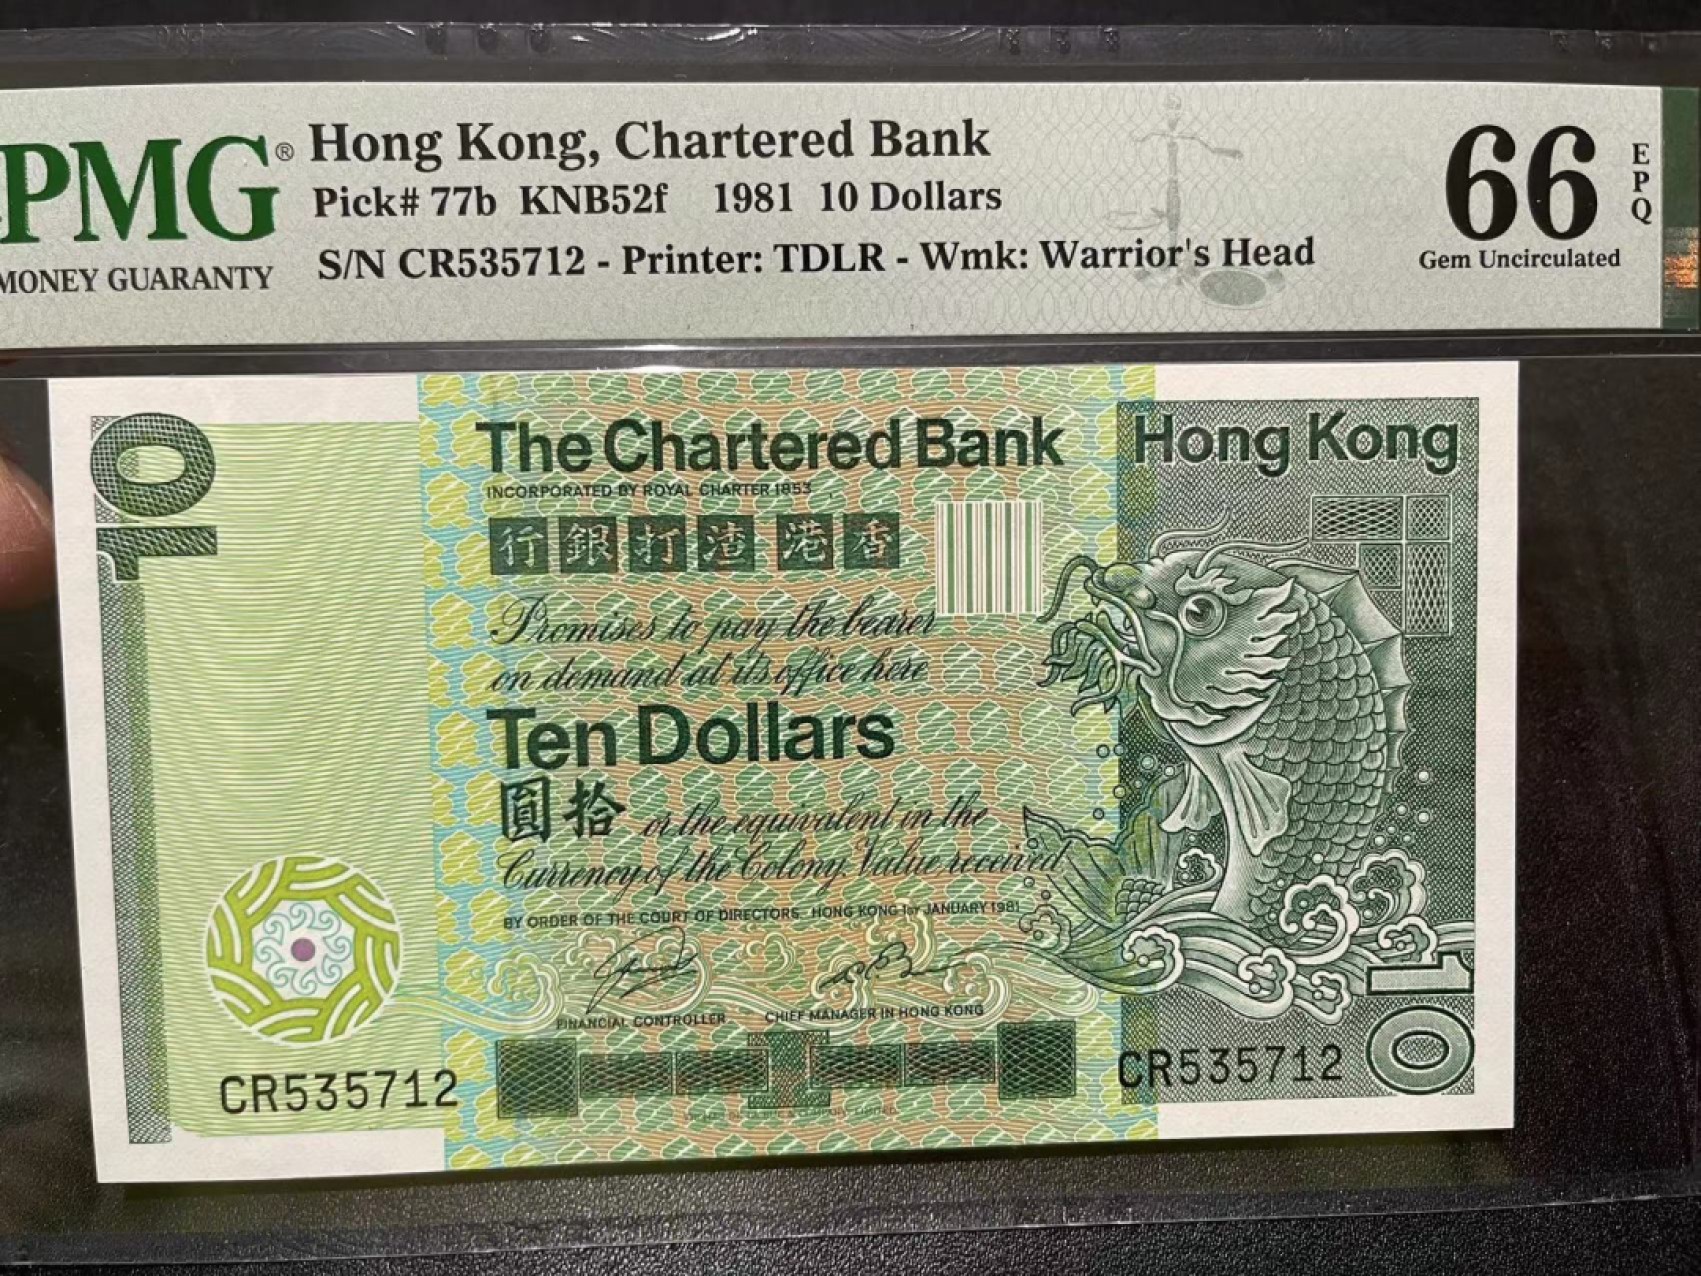 PMG® Hong Kong, Chartered Bank
Pick# 77b KNB52f 1981 10 Dollars
S/N CR535712 - Printer: TDLR - Wmk: Warrior's Head
MONEY GUARANTY
66 EPQ
Gem Uncirculated
10
The Chartered Bank
Hong Kong
INCORPORATED BY ROYAL CHARTER 1853
行銀打渣港香
Promises to pay the bearer
on demand at its office here
Ten Dollars
圓拾 or the equivalent in the
Currency of the Colony. Value received
BY ORDER OF THE COURT OF DIRECTORS. HONG KONG 1ST JANUARY 1981
FINANCIAL CONTROLLER
CHIEF MANAGER IN HONG KONG
CR535712
CR535712
10